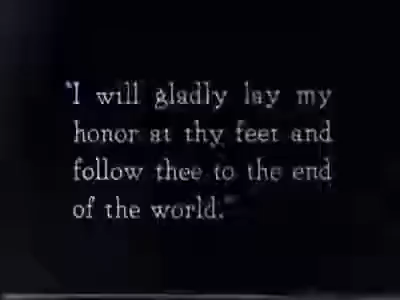 "I will gladly lay my
honor at thy feet and
follow thee to the end
of the world."